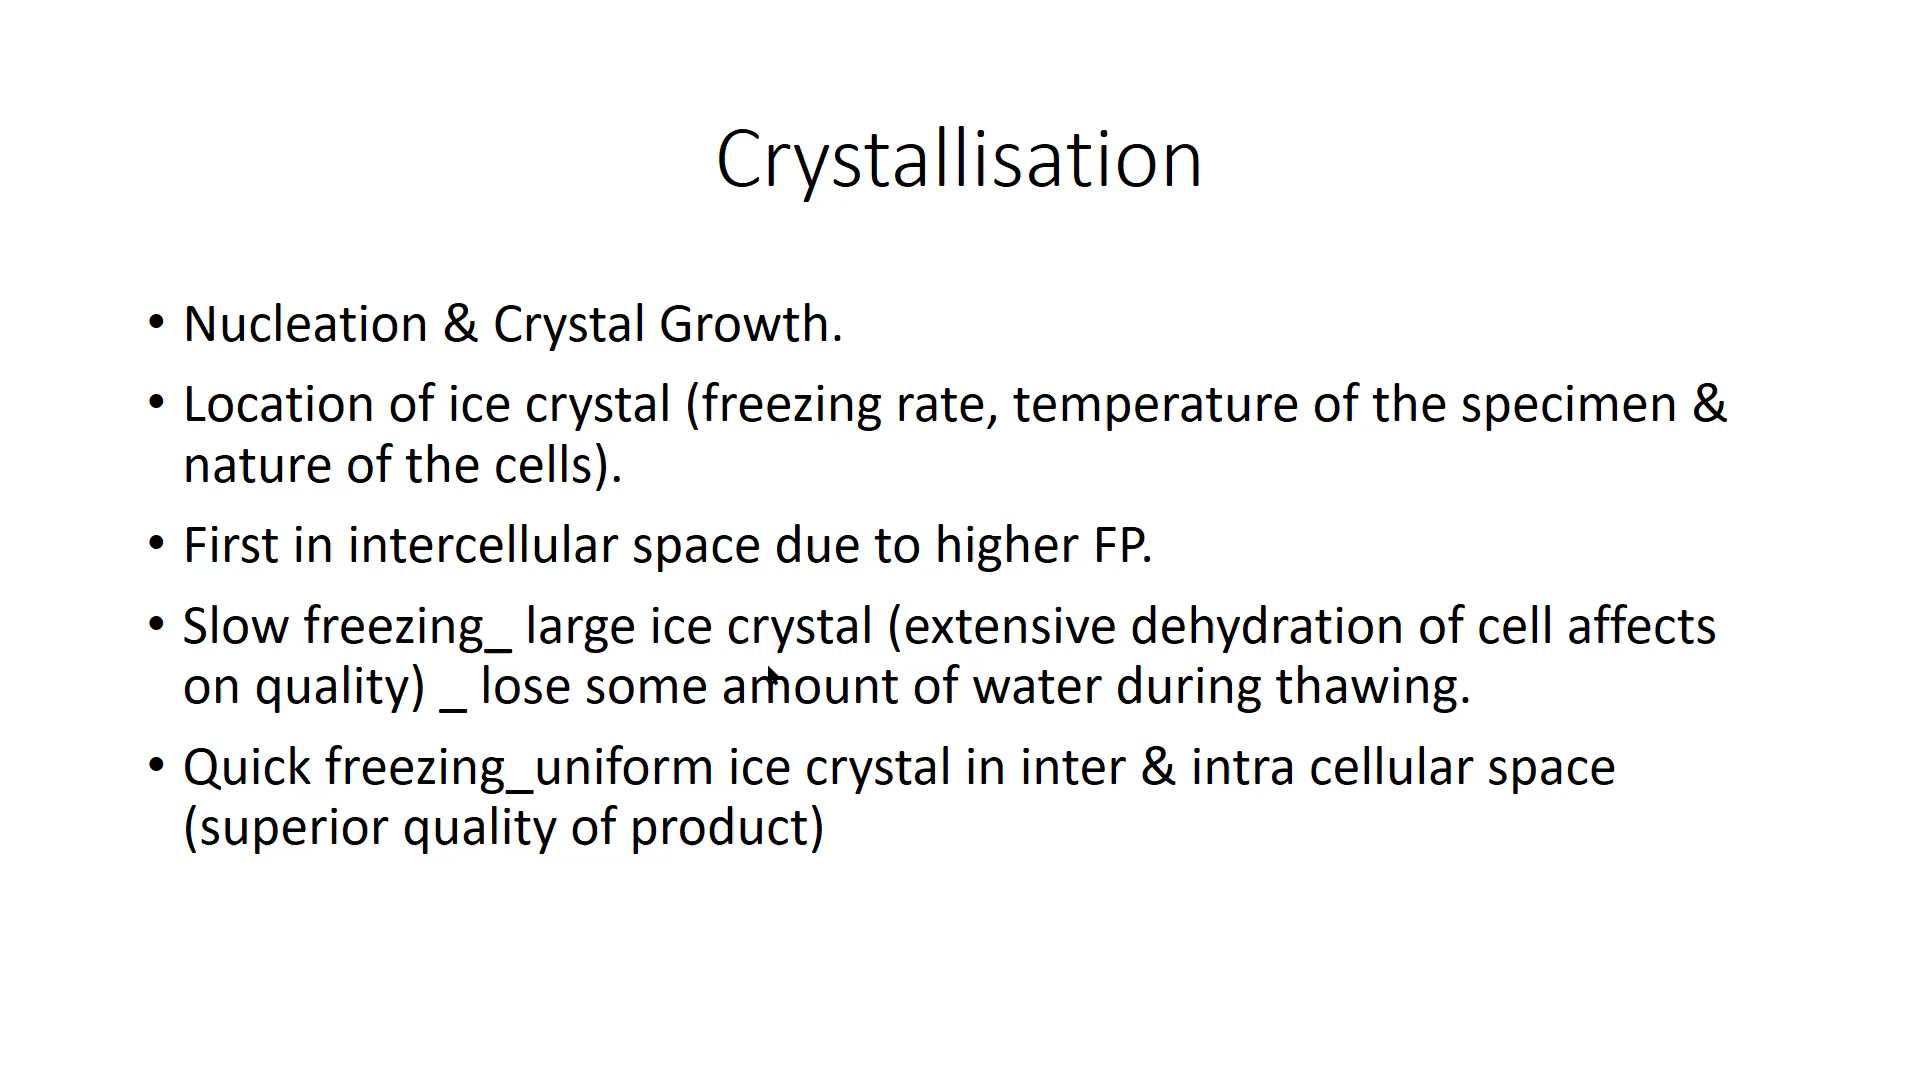 Crystallisation
• Nucleation & Crystal Growth.
• Location of ice crystal (freezing rate, temperature of the specimen &
nature of the cells).
• First in intercellular space due to higher FP.
• Slow freezing_ large ice crystal (extensive dehydration of cell affects
on quality) _ lose some amount of water during thawing.
• Quick freezing_uniform ice crystal in inter & intra cellular space
(superior quality of product)